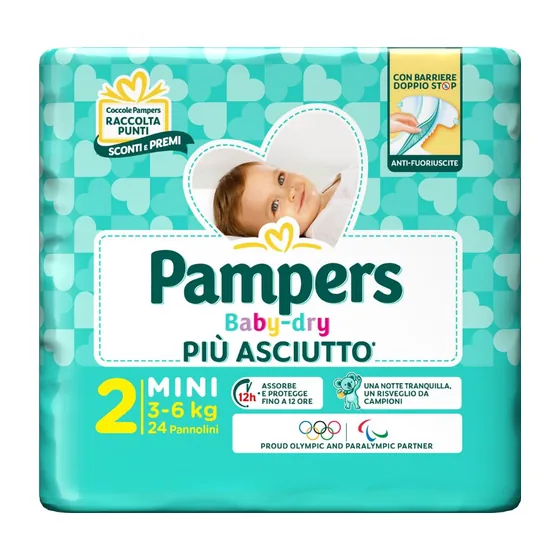 Coccole Pampers
RACCOLTA
PUNTI
SCONTI E PREMI
CON BARRIERE
DOPPIO STOP
ANTI-FUORIUSCITE
Pampers
Baby-dry
PIÙ ASCIUTTO*
2
MINI
3-6 kg
24 Pannolini
12h
ASSORBE
E PROTEGGE
FINO A 12 ORE
UNA NOTTE TRANQUILLA,
UN RISVEGLIO DA
CAMPIONI
PROUD OLYMPIC AND PARALYMPIC PARTNER